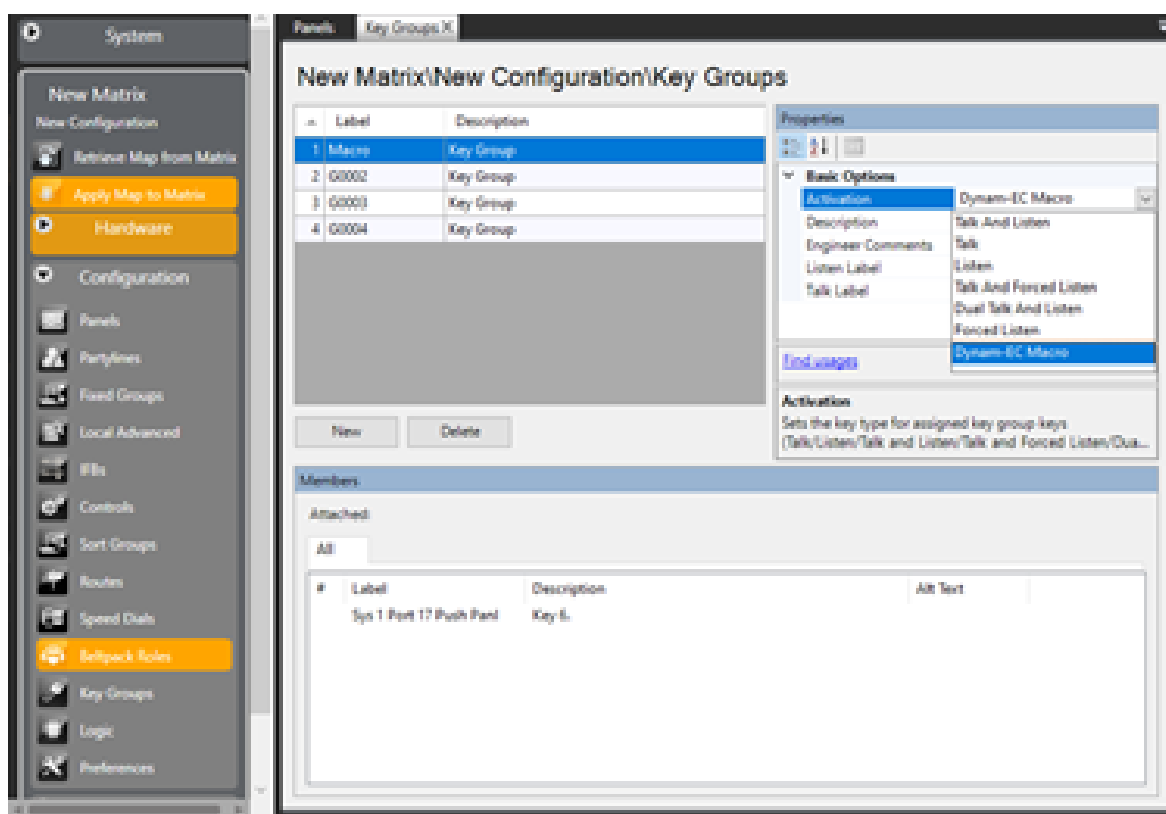 System
New Matrix
New Configuration
Retrieve Map from Matrix
Apply Map to Matrix
Hardware
Configuration
Panels
Partylines
Fixed Groups
Local Advanced
IFBs
Controls
Sort Groups
Routes
Speed Dials
Beltpack Roles
Key Groups
Logic
Preferences
Panels Key Groups X
New Matrix\New Configuration\Key Groups
Label Description
1 Macro Key Group
2 G0002 Key Group
3 G0003 Key Group
4 G0004 Key Group
New Delete
Properties
Basic Options
Activation Dynam-EC Macro
Description
Engineer Comments
Listen Label
Talk Label
Talk And Listen
Talk
Listen
Talk And Forced Listen
Dual Talk And Listen
Forced Listen
Dynam-EC Macro
Find usages
Activation
Sets the key type for assigned key group keys
(Talk/Listen/Talk and Listen/Talk and Forced Listen/Dua...
Members
Attached:
All
# Label Description Alt Text
Sys 1 Port 17 Push Panl Key 6.